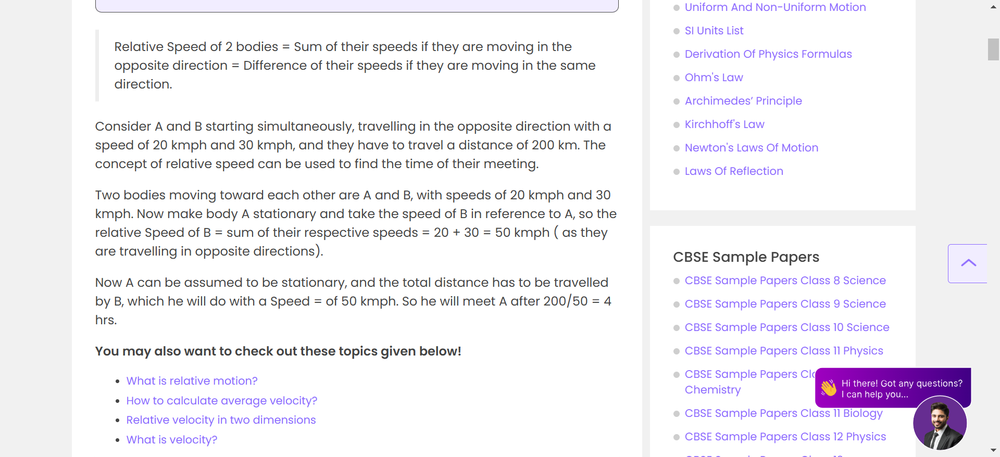 Relative Speed of 2 bodies = Sum of their speeds if they are moving in the
opposite direction = Difference of their speeds if they are moving in the same
direction.
Consider A and B starting simultaneously, travelling in the opposite direction with a
speed of 20 kmph and 30 kmph, and they have to travel a distance of 200 km. The
concept of relative speed can be used to find the time of their meeting.
Two bodies moving toward each other are A and B, with speeds of 20 kmph and 30
kmph. Now make body A stationary and take the speed of B in reference to A, so the
relative Speed of B = sum of their respective speeds = 20 + 30 = 50 kmph ( as they
are travelling in opposite directions).
Now A can be assumed to be stationary, and the total distance has to be travelled
by B, which he will do with a Speed = of 50 kmph. So he will meet A after 200/50 = 4
hrs.
You may also want to check out these topics given below!
What is relative motion?
How to calculate average velocity?
Relative velocity in two dimensions
What is velocity?
Uniform And Non-Uniform Motion
SI Units List
Derivation Of Physics Formulas
Ohm's Law
Archimedes’ Principle
Kirchhoff's Law
Newton's Laws Of Motion
Laws Of Reflection
CBSE Sample Papers
CBSE Sample Papers Class 8 Science
CBSE Sample Papers Class 9 Science
CBSE Sample Papers Class 10 Science
CBSE Sample Papers Class 11 Physics
CBSE Sample Papers
Chemistry
CBSE Sample Papers Class 11 Biology
CBSE Sample Papers Class 12 Physics
Hi there! Got any questions?
I can help you...